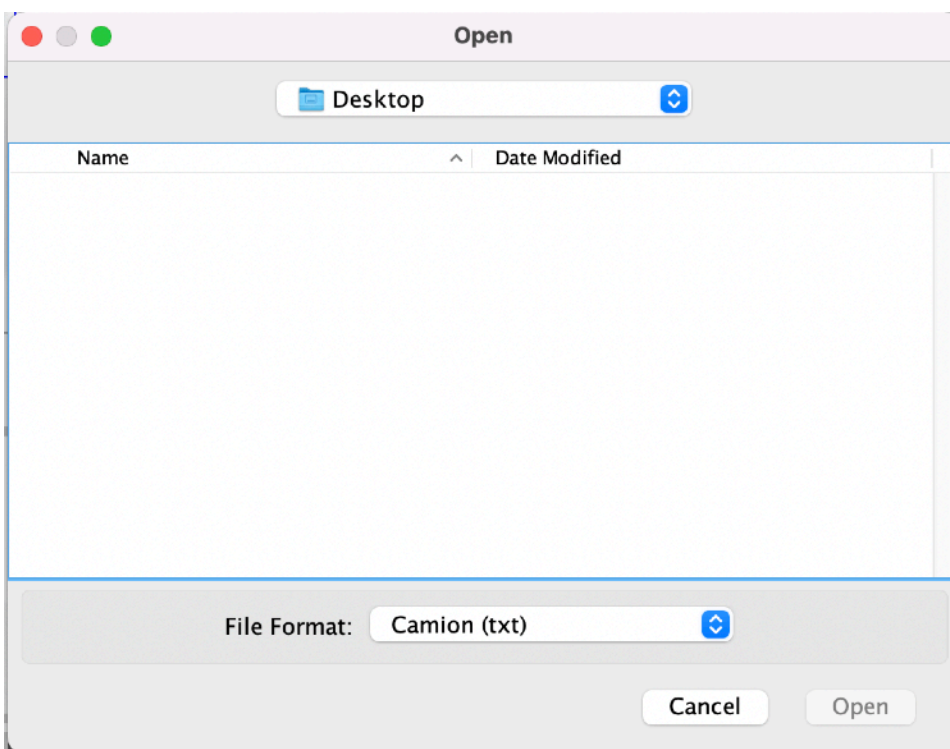 Open
Desktop
Name Date Modified
File Format: Camion (txt)
Cancel Open